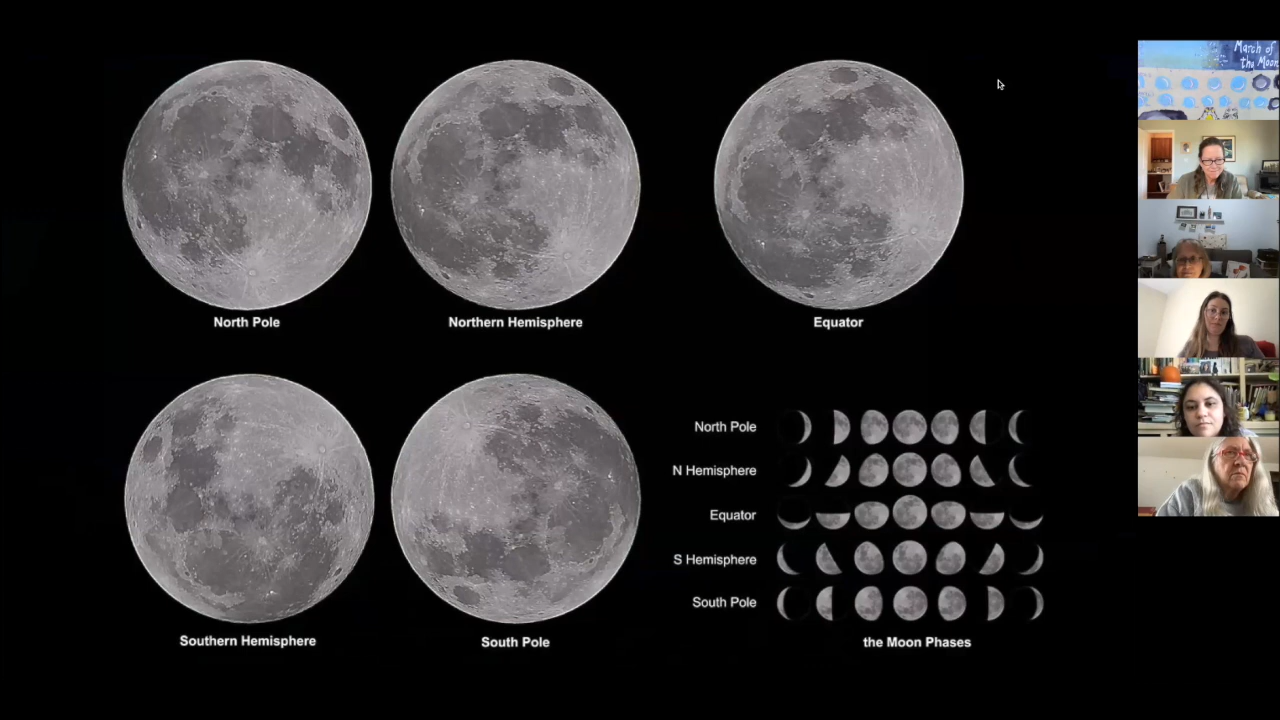 North Pole
Northern Hemisphere
Equator
Southern Hemisphere
South Pole
North Pole
N Hemisphere
Equator
S Hemisphere
South Pole
the Moon Phases
March of
the Moon